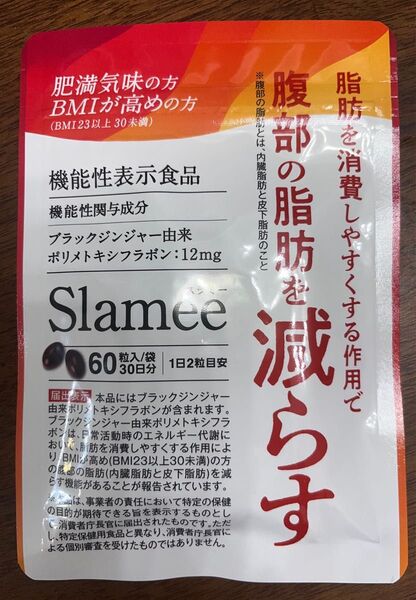 肥満気味の方
BMIが高めの方
(BMI23以上30未満)
脂肪を消費しやすくする作用で
腹部の脂肪を
減らす
※腹部の脂肪とは、内臓脂肪と皮下脂肪のこと
機能性表示食品
機能性関与成分
ブラックジンジャー由来
ポリメトキシフラボン:12mg
Slamee
60粒入/袋
30日分
1日2粒目安
届出表示 本品にはブラックジンジャー
由来ポリメトキシフラボンが含まれます。
ブラックジンジャー由来ポリメトキシフラボ
ンは、日常活動時のエネルギー代謝に
おいて、脂肪を消費しやすくする作用によ
り、BMIが高め(BMI23以上30未満)の方
の腹部の脂肪(内臓脂肪と皮下脂肪)を減
らす機能があることが報告されています。
本品は、事業者の責任において特定の保健
の目的が期待できる旨を表示するものとし
て、消費者庁長官に届出されたものです。ただ
し、特定保健用食品と異なり、消費者庁長官に
よる個別審査を受けたものではありません。